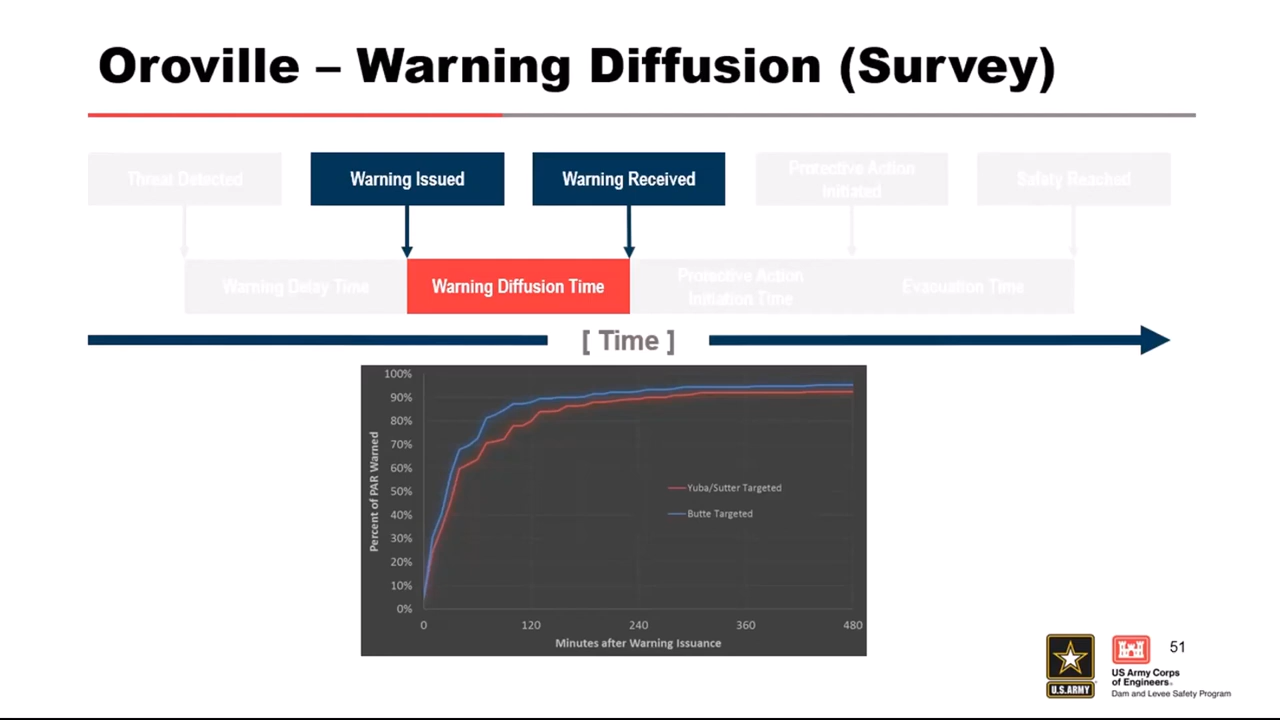 Oroville – Warning Diffusion (Survey)
Threat Detected
Warning Issued
Warning Received
Protective Action
Initiated
Safety Reached
Warning Delay Time
Warning Diffusion Time
Protective Action
Initiation Time
Evacuation Time
[ Time ]
100%
90%
80%
70%
60%
50%
40%
30%
20%
10%
0%
Percent of PAR Warned
Yuba/Sutter Targeted
Butte Targeted
0 120 240 360 480
Minutes after Warning Issuance
51
U.S.ARMY
US Army Corps
of Engineers®
Dam and Levee Safety Program